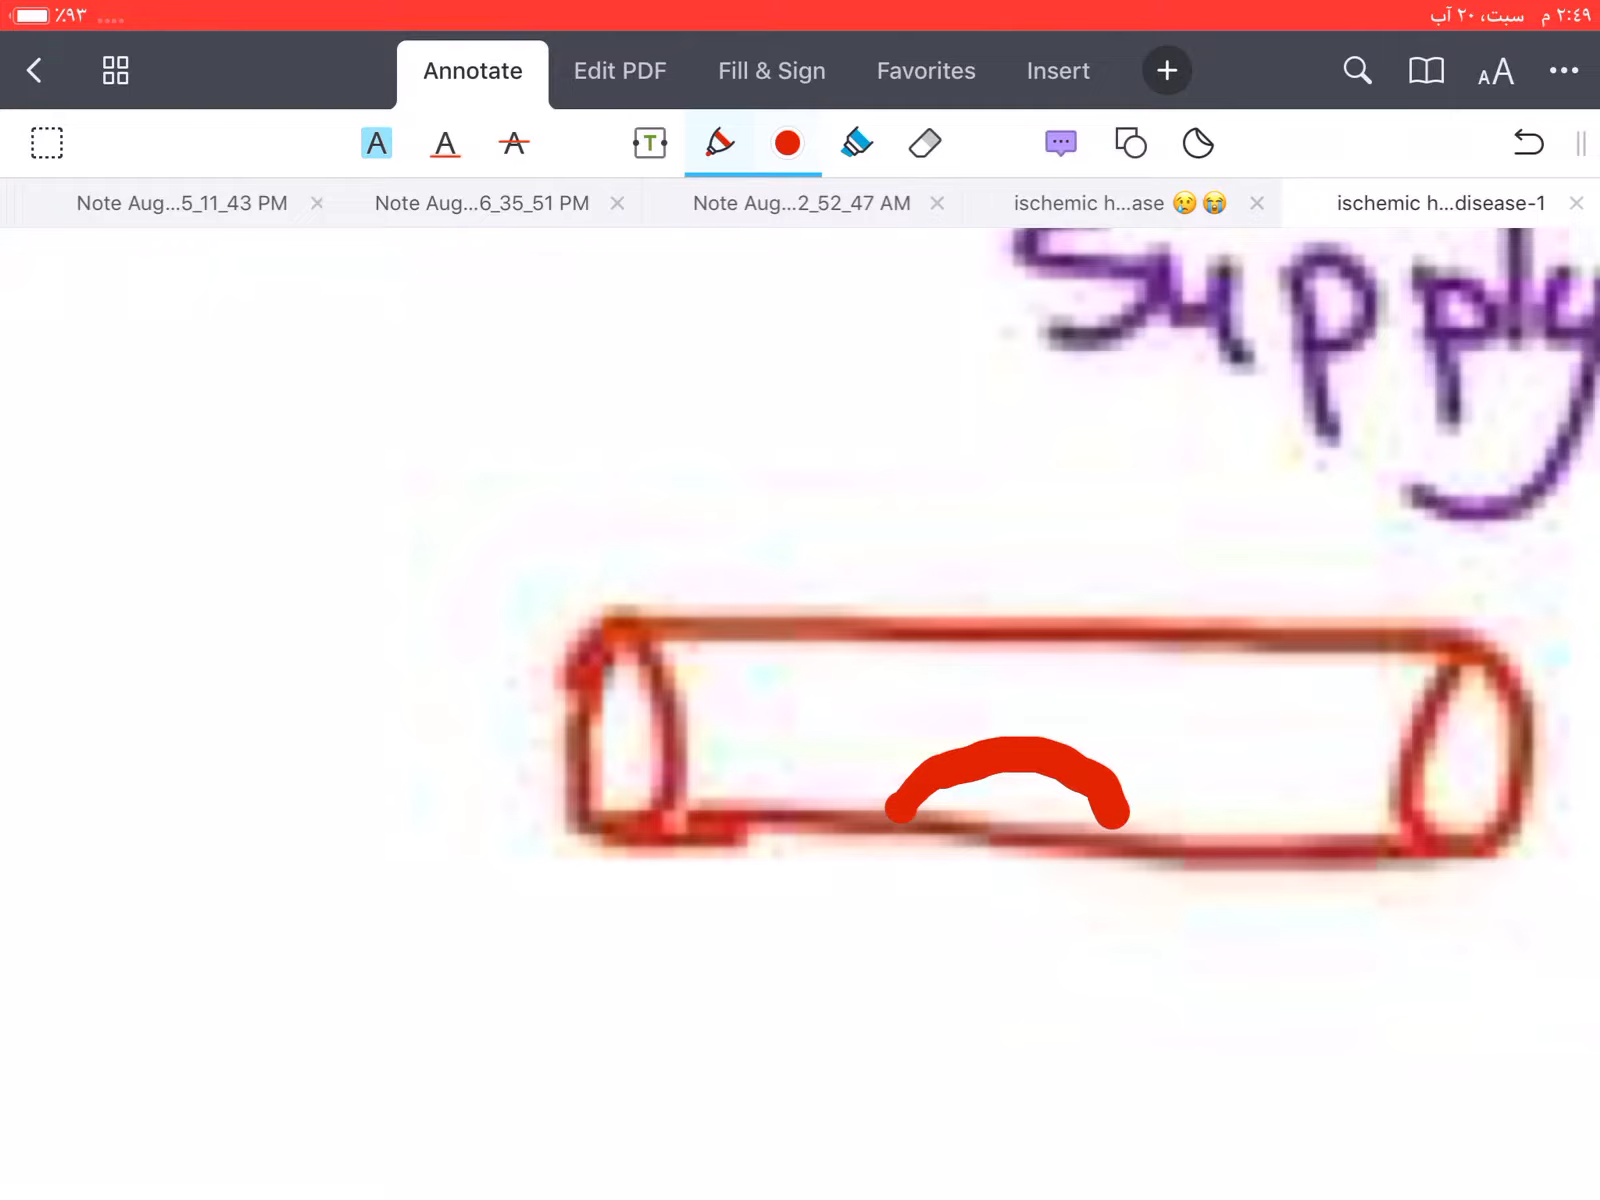 ٪٩٣ سبت، ٢٠ آب ٢:٤٩ م
Annotate Edit PDF Fill & Sign Favorites Insert + AA
A A A T
Note Aug...5_11_43 PM Note Aug...6_35_51 PM Note Aug...2_52_47 AM ischemic h...ase 😢😭 ischemic h...disease-1
Supply